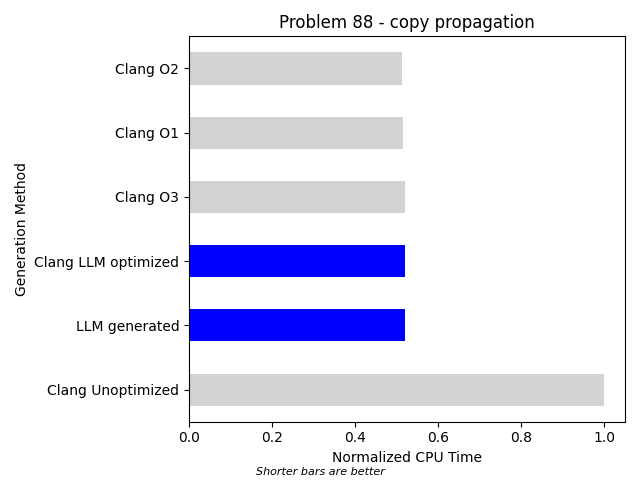 Problem 88 - copy propagation
Generation Method
Clang O2
Clang O1
Clang O3
Clang LLM optimized
LLM generated
Clang Unoptimized
0.0 0.2 0.4 0.6 0.8 1.0
Normalized CPU Time
Shorter bars are better